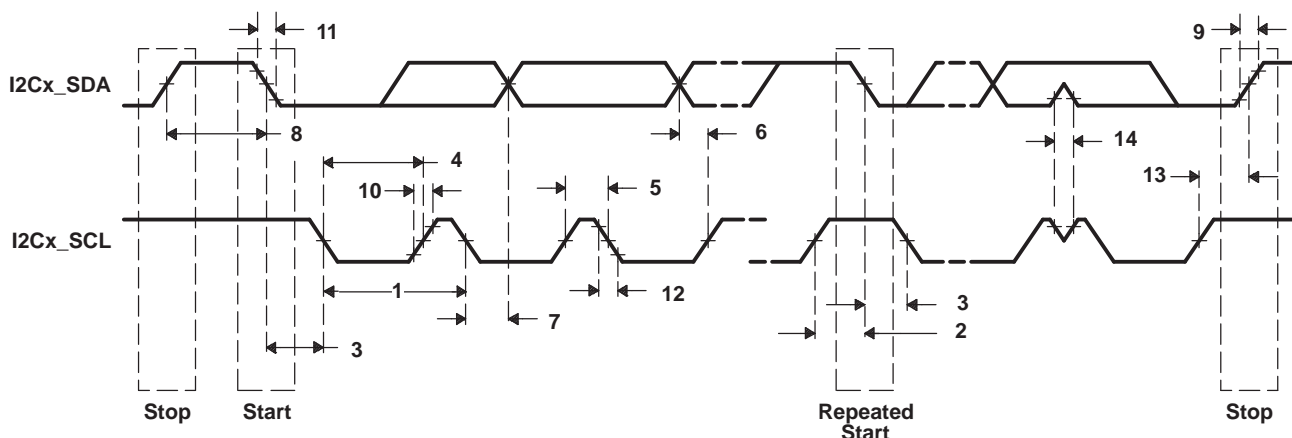 11
9
I2Cx_SDA
8
6
14
4
10
5
13
I2Cx_SCL
1
12
3
7
2
3
Stop
Start
Repeated
Start
Stop